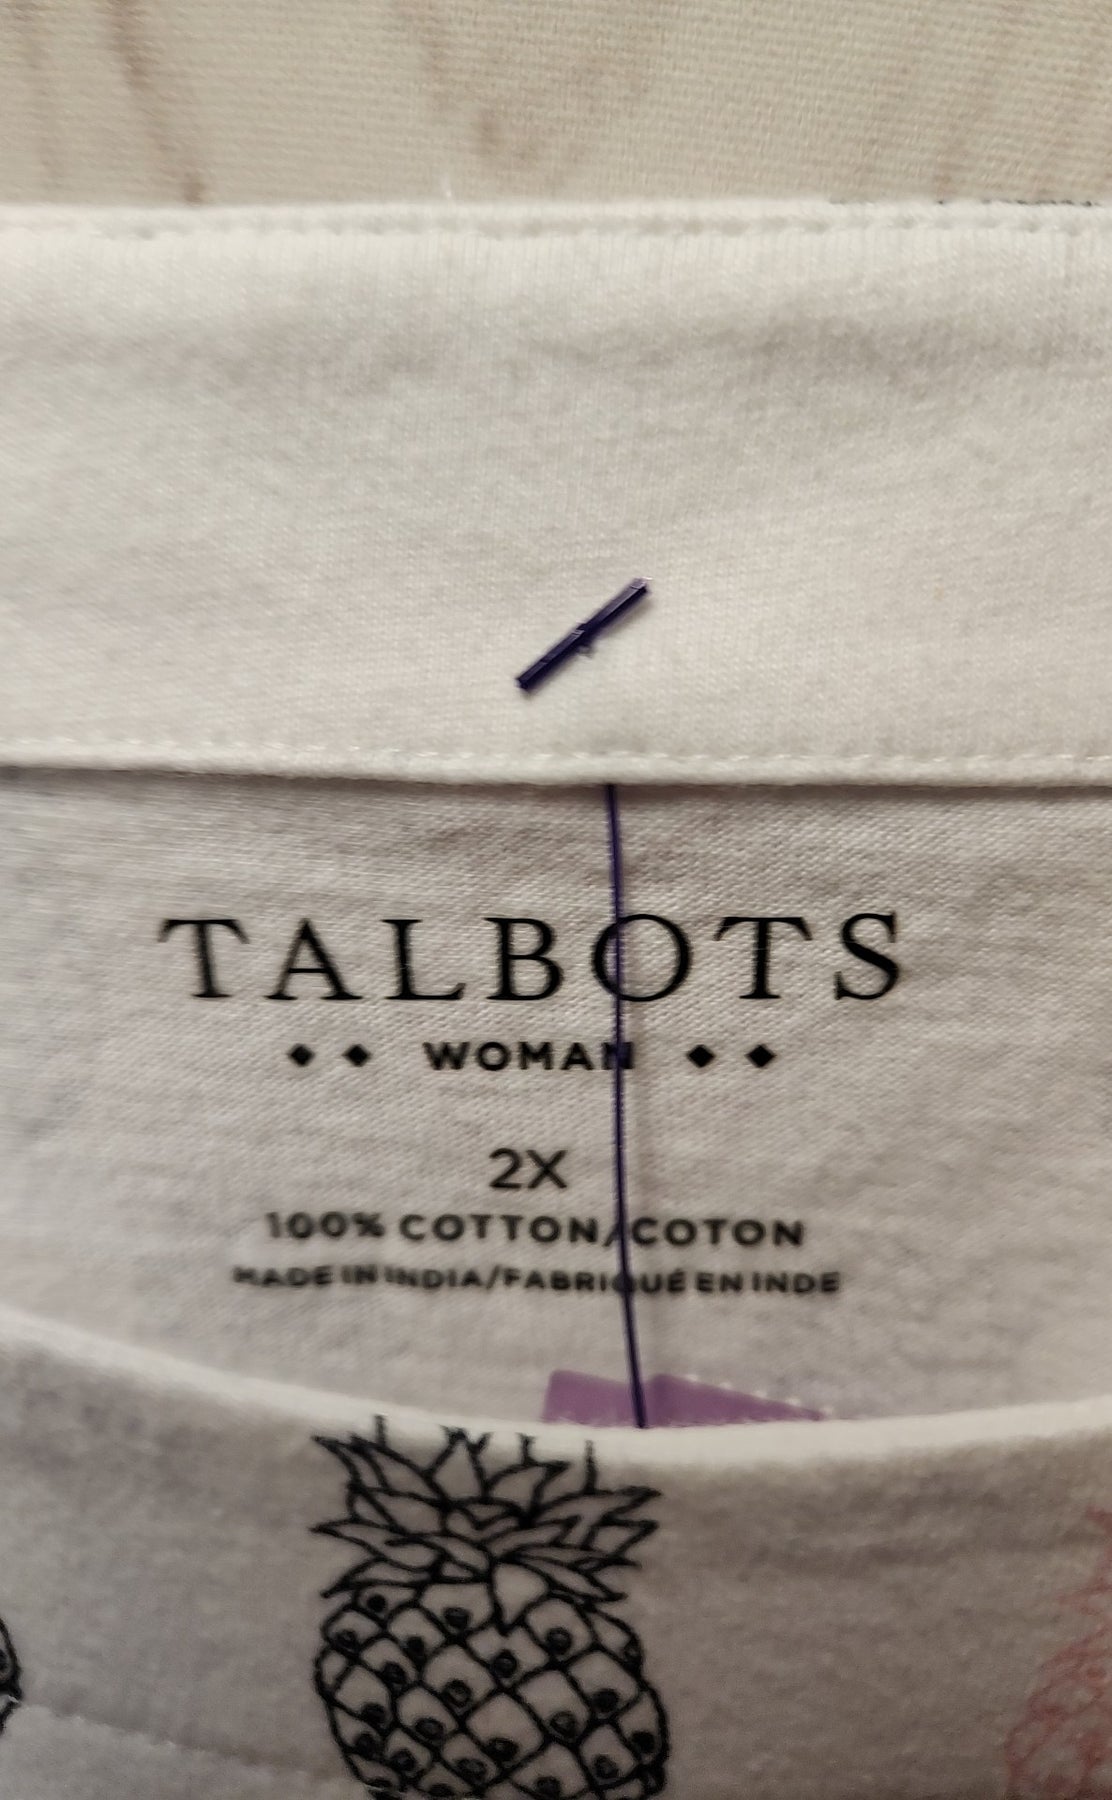 TALBOTS
◆ ◆ WOMAN ◆ ◆
2X
100% COTTON/COTON
MADE IN INDIA/FABRIQUÉ EN INDE